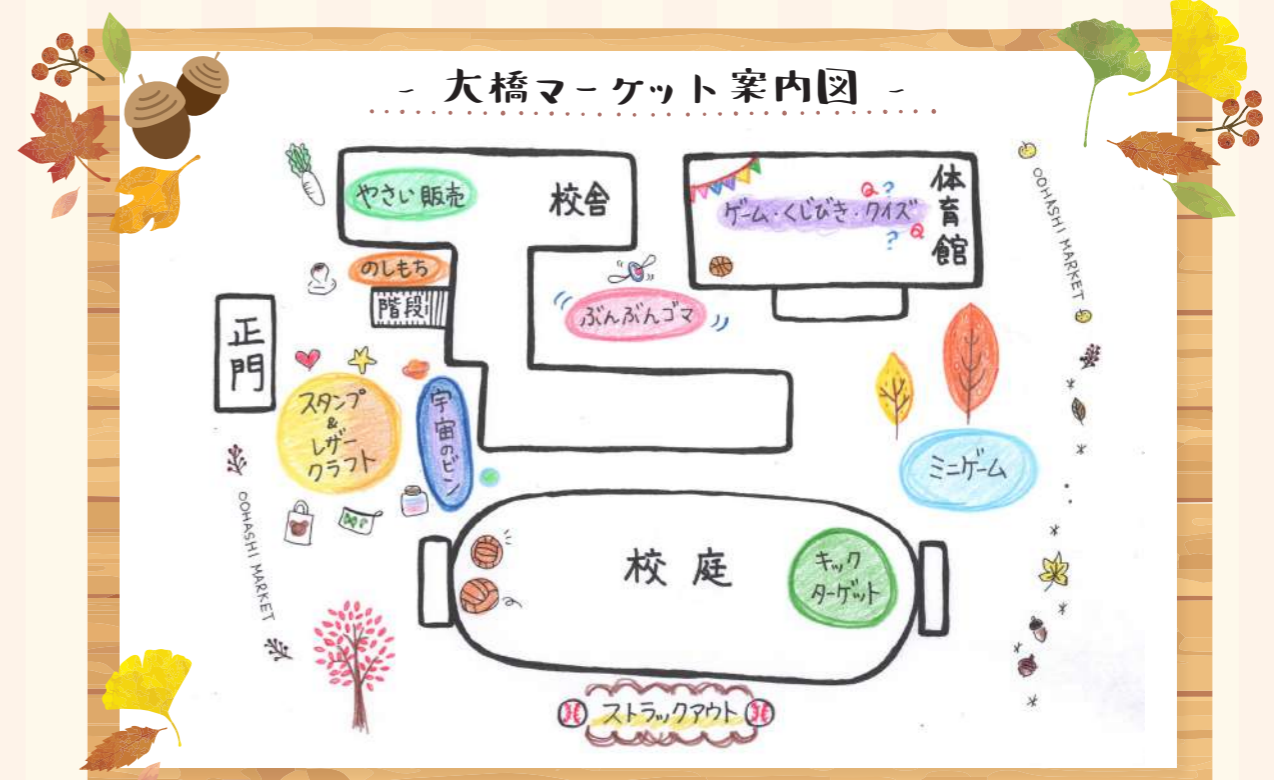 - 大橋マーケット案内図 -
やさい販売
校舎
ゲーム・くじびき・クイズ
Q?
?Q
体育館
OOHASHI MARKET
のしもち
階段
ぶんぶんゴマ
正門
スタンプ
&
レザー
クラフト
宇宙のビン
ミニゲーム
OOHASHI MARKET
校庭
キック
ターゲット
ストラックアウト